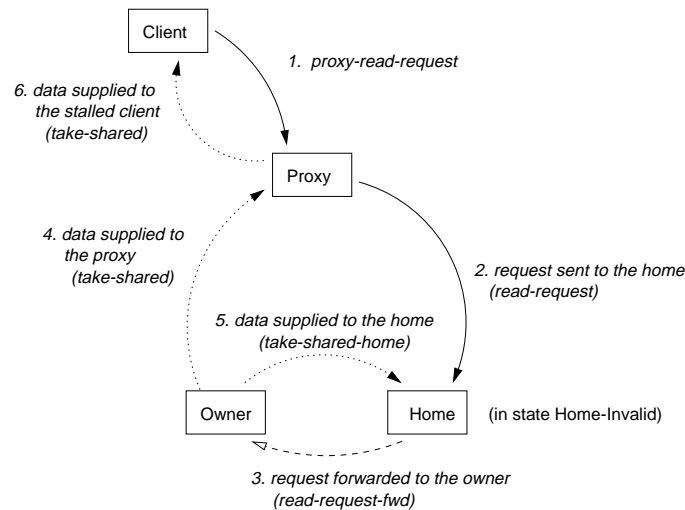 Client
1. proxy-read-request
6. data supplied to
the stalled client
(take-shared)
Proxy
4. data supplied to
the proxy
(take-shared)
2. request sent to the home
(read-request)
5. data supplied to the home
(take-shared-home)
Owner
Home
(in state Home-Invalid)
3. request forwarded to the owner
(read-request-fwd)